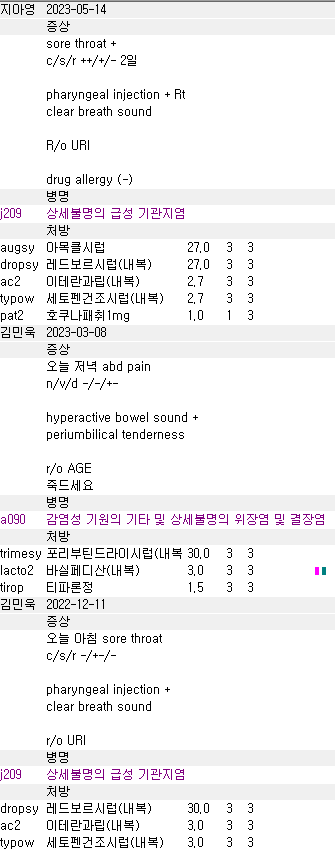 지아영 2023-05-14
증상
sore throat +
c/s/r ++/+/- 2일
pharyngeal injection + Rt
clear breath sound
R/o URI
drug allergy (-)
병명
j209 상세불명의 급성 기관지염
처방
augsy 아목클시럽 27.0 3 3
dropsy 레드보르시럽(내복) 27.0 3 3
ac2 이테란과립(내복) 2.7 3 3
typow 세토펜건조시럽(내복) 2.7 3 3
pat2 호쿠나패취1mg 1.0 1 3
김민욱 2023-03-08
증상
오늘 저녁 abd pain
n/v/d -/-/+-
hyperactive bowel sound +
periumbilical tenderness
r/o AGE
죽드세요
병명
a090 감염성 기원의 기타 및 상세불명의 위장염 및 결장염
처방
trimesy 포리부틴드라이시럽(내복 30.0 3 3
lacto2 바실페디산(내복) 3.0 3 3
tirop 티파론정 1.5 3 3
김민욱 2022-12-11
증상
오늘 아침 sore throat
c/s/r -/+-/-
pharyngeal injection +
clear breath sound
r/o URI
병명
j209 상세불명의 급성 기관지염
처방
dropsy 레드보르시럽(내복) 30.0 3 3
ac2 이테란과립(내복) 3.0 3 3
typow 세토펜건조시럽(내복) 3.0 3 3